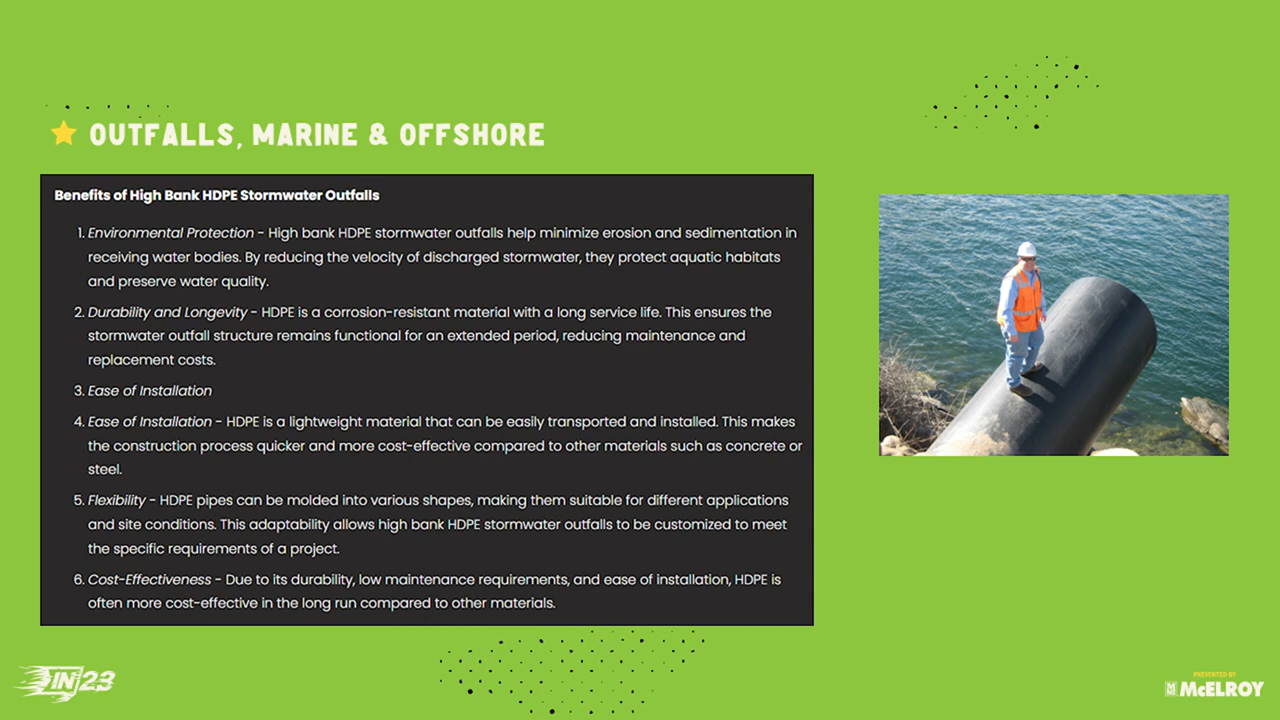 OUTFALLS, MARINE & OFFSHORE
Benefits of High Bank HDPE Stormwater Outfalls
1. Environmental Protection - High bank HDPE stormwater outfalls help minimize erosion and sedimentation in
receiving water bodies. By reducing the velocity of discharged stormwater, they protect aquatic habitats
and preserve water quality.
2. Durability and Longevity - HDPE is a corrosion-resistant material with a long service life. This ensures the
stormwater outfall structure remains functional for an extended period, reducing maintenance and
replacement costs.
3. Ease of Installation
4. Ease of Installation - HDPE is a lightweight material that can be easily transported and installed. This makes
the construction process quicker and more cost-effective compared to other materials such as concrete or
steel.
5. Flexibility - HDPE pipes can be molded into various shapes, making them suitable for different applications
and site conditions. This adaptability allows high bank HDPE stormwater outfalls to be customized to meet
the specific requirements of a project.
6. Cost-Effectiveness - Due to its durability, low maintenance requirements, and ease of installation, HDPE is
often more cost-effective in the long run compared to other materials.
IN23
PRESENTED BY
McELROY